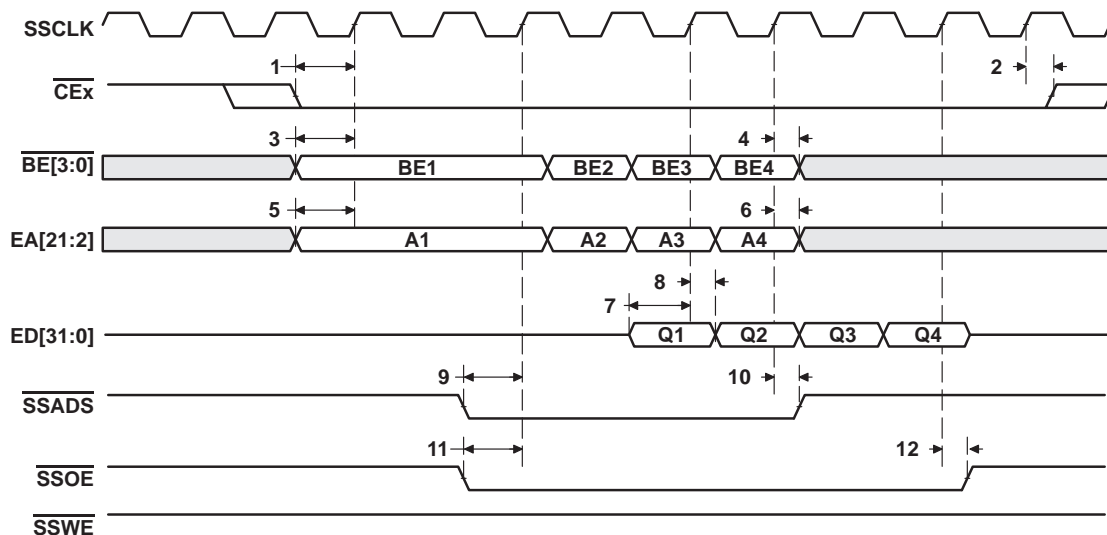 SSCLK
1
2
CEx
3
4
BE[3:0]
BE1
BE2
BE3
BE4
5
6
EA[21:2]
A1
A2
A3
A4
8
7
ED[31:0]
Q1
Q2
Q3
Q4
9
10
SSADS
11
12
SSOE
SSWE